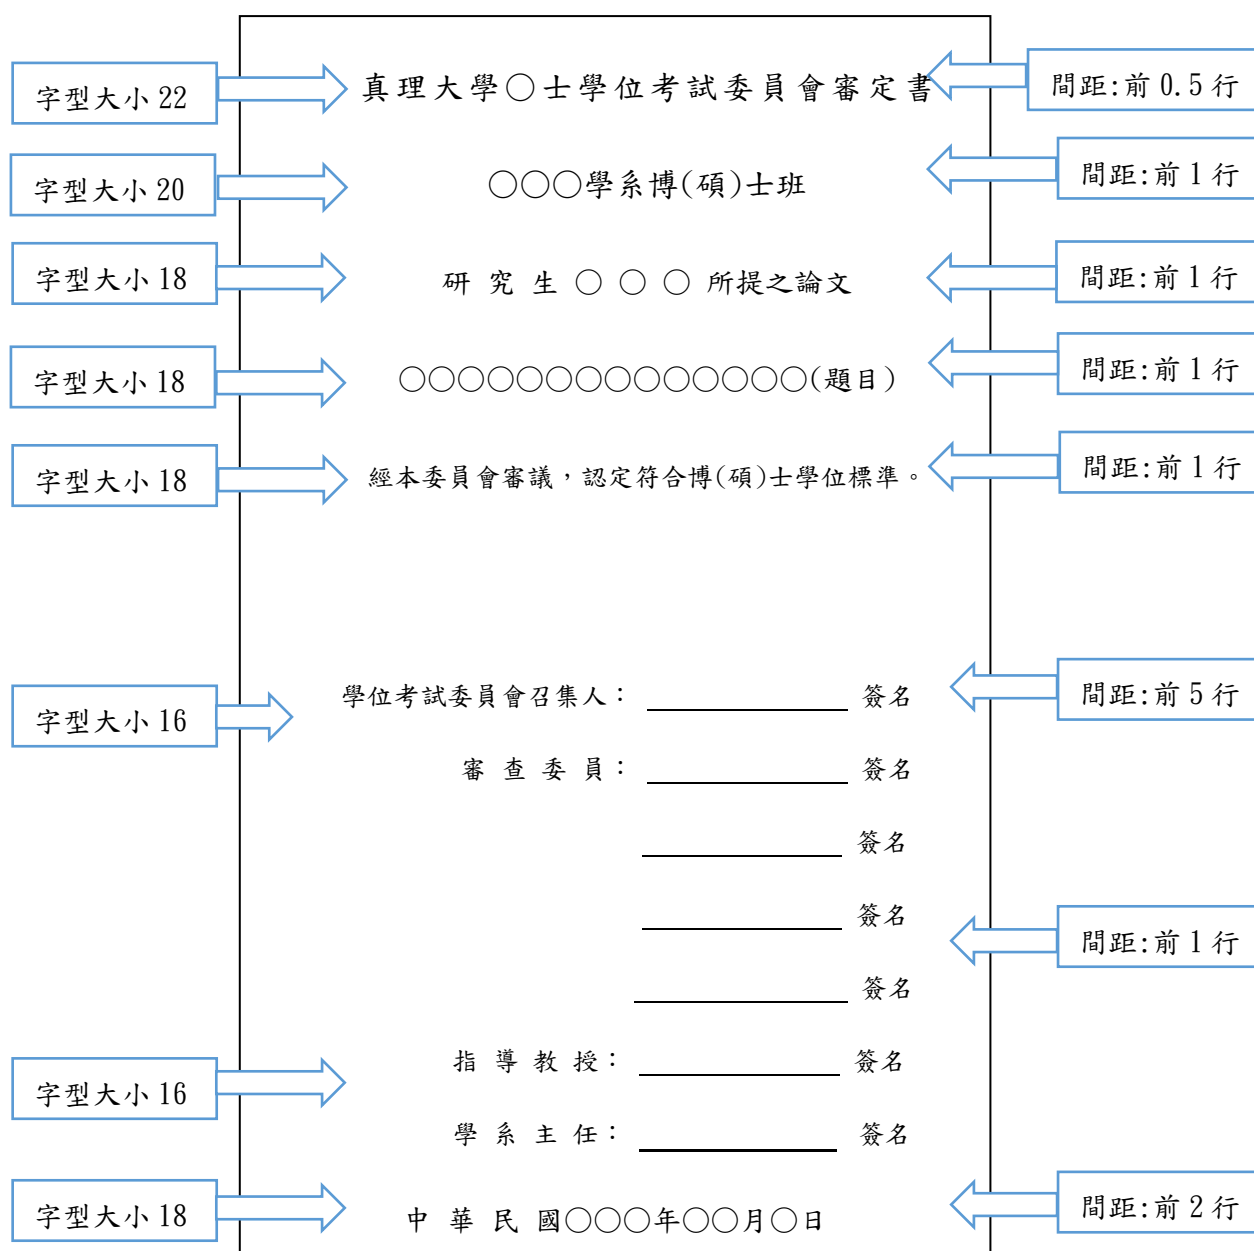 字型大小 22
真理大學○士學位考試委員會審定書
間距:前 0.5 行
字型大小 20
○○○學系博(碩)士班
間距:前 1 行
字型大小 18
研 究 生 ○ ○ ○ 所提之論文
間距:前 1 行
字型大小 18
○○○○○○○○○○○○○○(題目)
間距:前 1 行
字型大小 18
經本委員會審議，認定符合博(碩)士學位標準。
間距:前 1 行
字型大小 16
學位考試委員會召集人： 簽名
間距:前 5 行
審 查 委 員： 簽名
簽名
簽名
間距:前 1 行
簽名
字型大小 16
指 導 教 授： 簽名
學 系 主 任： 簽名
字型大小 18
中 華 民 國○○○年○○月○日
間距:前 2 行